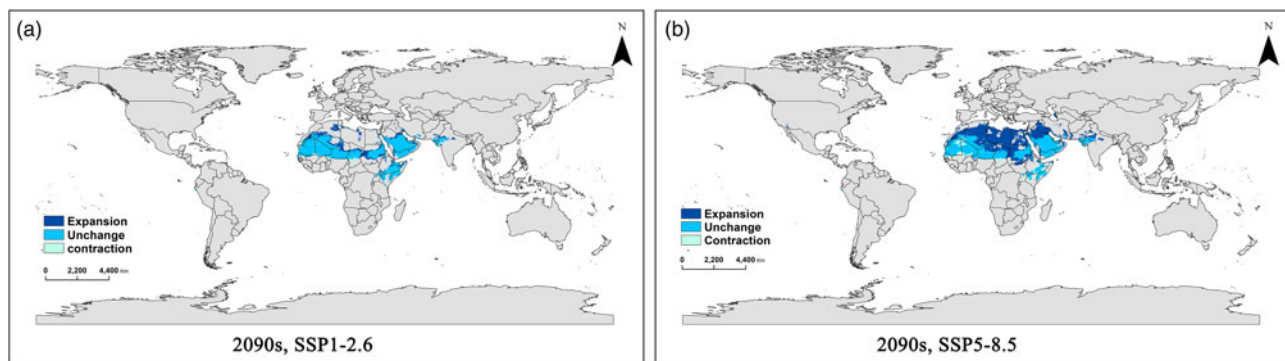 (a)
N
Expansion
Unchange
contraction
0 2,200 4,400 Km
2090s, SSP1-2.6
(b)
N
Expansion
Unchange
Contraction
0 2,200 4,400 Km
2090s, SSP5-8.5